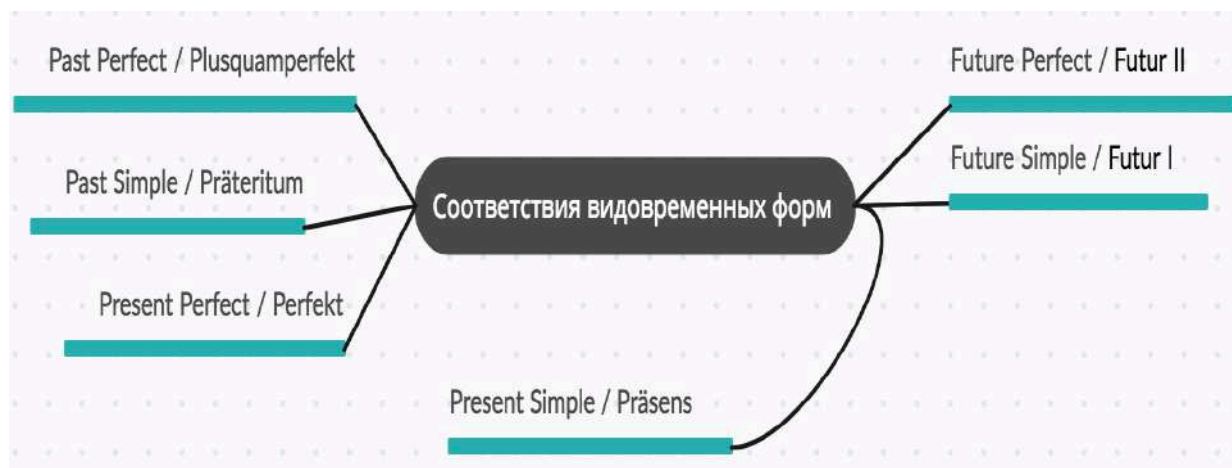 Past Perfect / Plusquamperfekt
Past Simple / Präteritum
Present Perfect / Perfekt
Соответствия видовременных форм
Future Perfect / Futur II
Future Simple / Futur I
Present Simple / Präsens